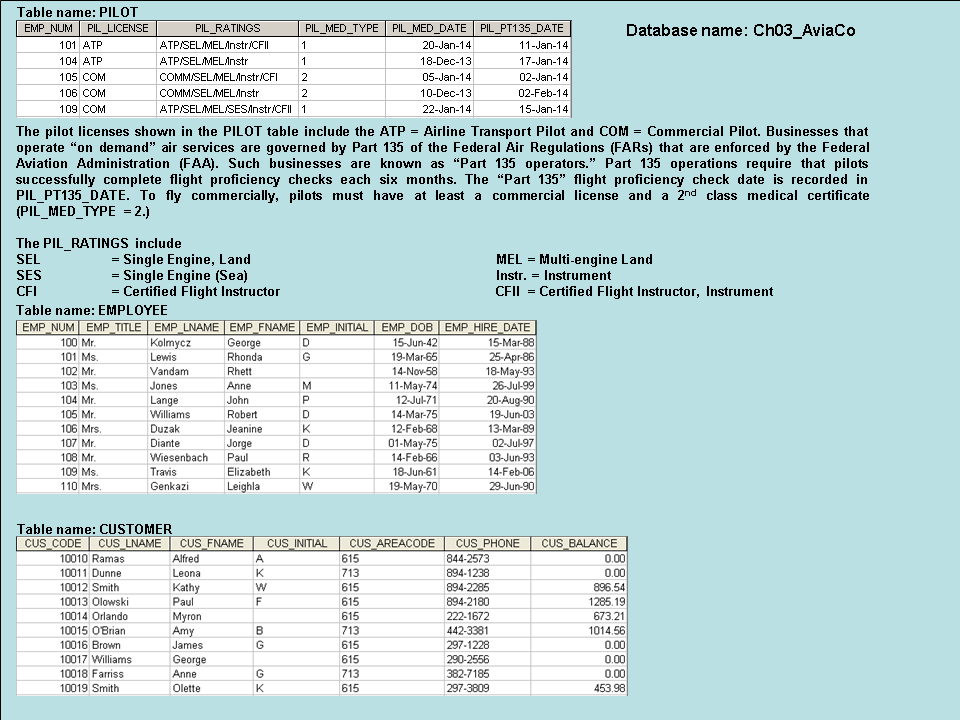 Table name: PILOT
Database name: Ch03_AviaCo
EMP_NUM PIL_LICENSE PIL_RATINGS PIL_MED_TYPE PIL_MED_DATE PIL_PT135_DATE
101 ATP ATP/SEL/MEL/Instr/CFII 1 20-Jan-14 11-Jan-14
104 ATP ATP/SEL/MEL/Instr 1 18-Dec-13 17-Jan-14
105 COM COMM/SEL/MEL/Instr/CFI 2 05-Jan-14 02-Jan-14
106 COM COMM/SEL/MEL/Instr 2 10-Dec-13 02-Feb-14
109 COM ATP/SEL/MEL/SES/Instr/CFII 1 22-Jan-14 15-Jan-14
The pilot licenses shown in the PILOT table include the ATP = Airline Transport Pilot and COM = Commercial Pilot. Businesses that
operate “on demand” air services are governed by Part 135 of the Federal Air Regulations (FARs) that are enforced by the Federal
Aviation Administration (FAA). Such businesses are known as “Part 135 operators.” Part 135 operations require that pilots
successfully complete flight proficiency checks each six months. The “Part 135” flight proficiency check date is recorded in
PIL_PT135_DATE. To fly commercially, pilots must have at least a commercial license and a 2nd class medical certificate
(PIL_MED_TYPE = 2.)
The PIL_RATINGS include
SEL = Single Engine, Land MEL = Multi-engine Land
SES = Single Engine (Sea) Instr. = Instrument
CFI = Certified Flight Instructor CFII = Certified Flight Instructor, Instrument
Table name: EMPLOYEE
EMP_NUM EMP_TITLE EMP_LNAME EMP_FNAME EMP_INITIAL EMP_DOB EMP_HIRE_DATE
100 Mr. Kolmycz George D 15-Jun-42 15-Mar-88
101 Ms. Lewis Rhonda G 19-Mar-65 25-Apr-86
102 Mr. Vandam Rhett 14-Nov-58 18-May-93
103 Ms. Jones Anne M 11-May-74 26-Jul-99
104 Mr. Lange John P 12-Jul-71 20-Aug-90
105 Mr. Williams Robert D 14-Mar-75 19-Jun-03
106 Mrs. Duzak Jeanine K 12-Feb-68 13-Mar-89
107 Mr. Diante Jorge D 01-May-75 02-Jul-97
108 Mr. Wiesenbach Paul R 14-Feb-66 03-Jun-93
109 Ms. Travis Elizabeth K 18-Jun-61 14-Feb-06
110 Mrs. Genkazi Leighla W 19-May-70 29-Jun-90
Table name: CUSTOMER
CUS_CODE CUS_LNAME CUS_FNAME CUS_INITIAL CUS_AREACODE CUS_PHONE CUS_BALANCE
10010 Ramas Alfred A 615 844-2573 0.00
10011 Dunne Leona K 713 894-1238 0.00
10012 Smith Kathy W 615 894-2285 896.54
10013 Olowski Paul F 615 894-2180 1285.19
10014 Orlando Myron 615 222-1672 673.21
10015 O'Brian Amy B 713 442-3381 1014.56
10016 Brown James G 615 297-1228 0.00
10017 Williams George 615 290-2556 0.00
10018 Farriss Anne G 713 382-7185 0.00
10019 Smith Olette K 615 297-3809 453.98